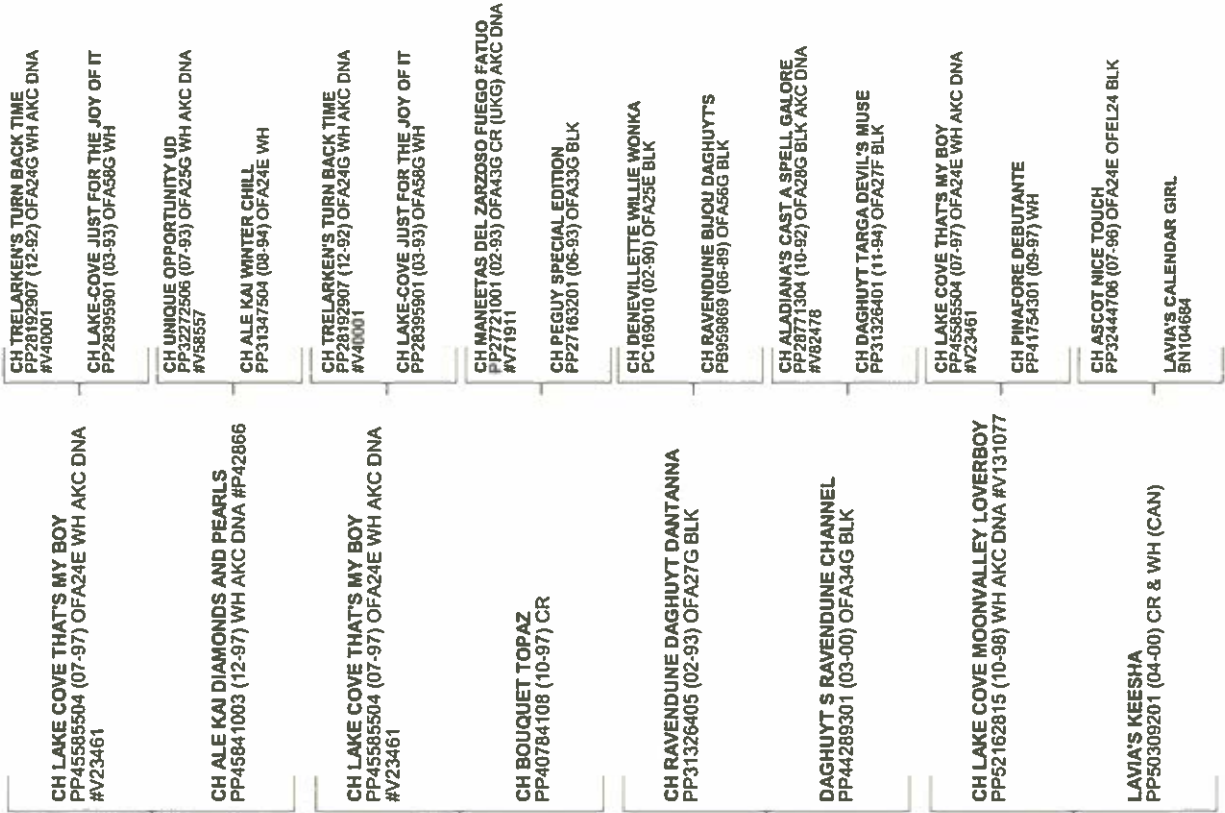 CH LAKE COVE THAT'S MY BOY
PP45585504 (07-97) OFA24E WH AKC DNA
#V23461
CH ALE KAI DIAMONDS AND PEARLS
PP45841003 (12-97) WH AKC DNA #P42866
CH LAKE COVE THAT'S MY BOY
PP45585504 (07-97) OFA24E WH AKC DNA
#V23461
CH BOUQUET TOPAZ
PP40784108 (10-97) CR
CH RAVENDUNE DAGHUYT DANTANNA
PP31326405 (02-93) OFA27G BLK
DAGHUYT S RAVENDUNE CHANNEL
PP44289301 (03-00) OFA34G BLK
CH LAKE COVE MOONVALLEY LOVERBOY
PP52162815 (10-98) WH AKC DNA #V131077
LAVIA'S KEESHA
PP50309201 (04-00) CR & WH (CAN)
CH TRELARKEN'S TURN BACK TIME
PP28192907 (12-92) OFA24G WH AKC DNA
#V40001
CH LAKE-COVE JUST FOR THE JOY OF IT
PP28395901 (03-93) OFA58G WH
CH UNIQUE OPPORTUNITY UD
PP32272506 (07-93) OFA25G WH AKC DNA
#V58557
CH ALE KAI WINTER CHILL
PP31347504 (08-94) OFA24E WH
CH TRELARKEN'S TURN BACK TIME
PP28192907 (12-92) OFA24G WH AKC DNA
#V40001
CH LAKE-COVE JUST FOR THE JOY OF IT
PP28395901 (03-93) OFA58G WH
CH MANEETAS DEL ZARZOSO FUEGO FATUO
PP27721001 (02-93) OFA43G CR (UKG) AKC DNA
#V71911
CH PEGUY SPECIAL EDITION
PP27163201 (06-93) OFA33G BLK
CH DENEVILLETTE WILLIE WONKA
PC169010 (02-90) OFA25E BLK
CH RAVENDUNE BIJOU DAGHUYT'S
PB959869 (06-89) OFA56G BLK
CH ALADIANA'S CAST A SPELL GALORE
PP28771304 (10-92) OFA28G BLK AKC DNA
#V82478
CH DAGHUYT TARGA DEVIL'S MUSE
PP31326401 (11-94) OFA27F BLK
CH LAKE COVE THAT'S MY BOY
PP45585504 (07-97) OFA24E WH AKC DNA
#V23461
CH PINAFORE DEBUTANTE
PP41754301 (09-97) WH
CH ASCOT NICE TOUCH
PP32444706 (07-96) OFA24E OFEL24 BLK
LAVIA'S CALENDAR GIRL
BN104684